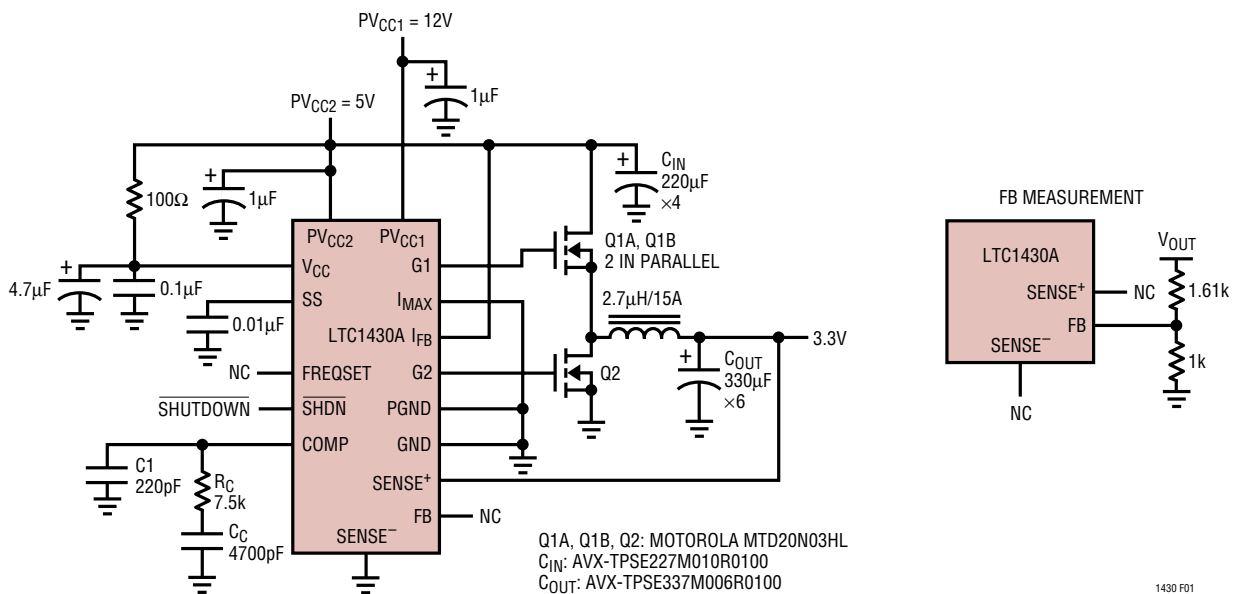 PVCC1 = 12V
1µF
PVCC2 = 5V
100Ω
1µF
CIN
220µF
×4
PVCC2
PVCC1
VCC
G1
Q1A, Q1B
2 IN PARALLEL
4.7µF
0.1µF
SS
IMAX
2.7µH/15A
0.01µF
LTC1430A
IFB
3.3V
COUT
330µF
×6
NC
FREQSET
G2
Q2
SHUTDOWN
SHDN
PGND
COMP
GND
C1
220pF
RC
7.5k
SENSE+
FB
NC
CC
4700pF
SENSE−
Q1A, Q1B, Q2: MOTOROLA MTD20N03HL
CIN: AVX-TPSE227M010R0100
COUT: AVX-TPSE337M006R0100
FB MEASUREMENT
LTC1430A
VOUT
SENSE+
NC
1.61k
FB
SENSE−
1k
NC
1430 F01